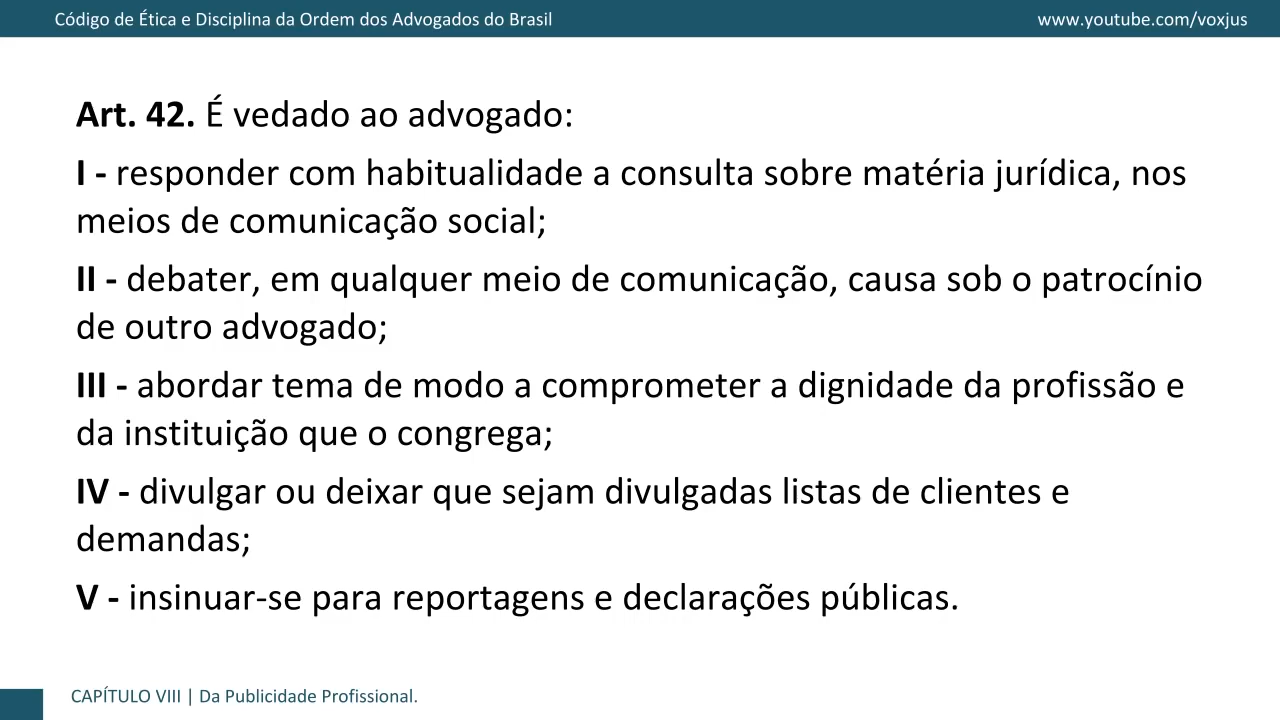 Código de Ética e Disciplina da Ordem dos Advogados do Brasil
www.youtube.com/voxjus
Art. 42. É vedado ao advogado:
I - responder com habitualidade a consulta sobre matéria jurídica, nos
meios de comunicação social;
II - debater, em qualquer meio de comunicação, causa sob o patrocínio
de outro advogado;
III - abordar tema de modo a comprometer a dignidade da profissão e
da instituição que o congrega;
IV - divulgar ou deixar que sejam divulgadas listas de clientes e
demandas;
V - insinuar-se para reportagens e declarações públicas.
CAPÍTULO VIII | Da Publicidade Profissional.